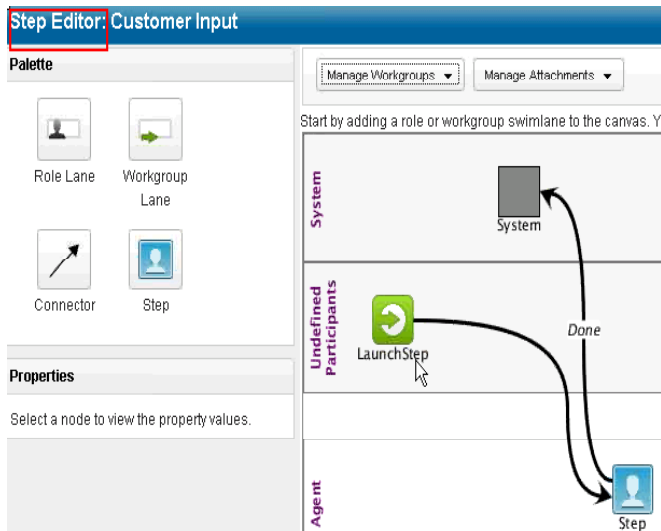 Step Editor: Customer Input
Palette
Role Lane
Workgroup
Lane
Connector
Step
Properties
Select a node to view the property values.
Manage Workgroups
Manage Attachments
Start by adding a role or workgroup swimlane to the canvas. Y
System
System
Undefined
Participants
LaunchStep
Done
Agent
Step